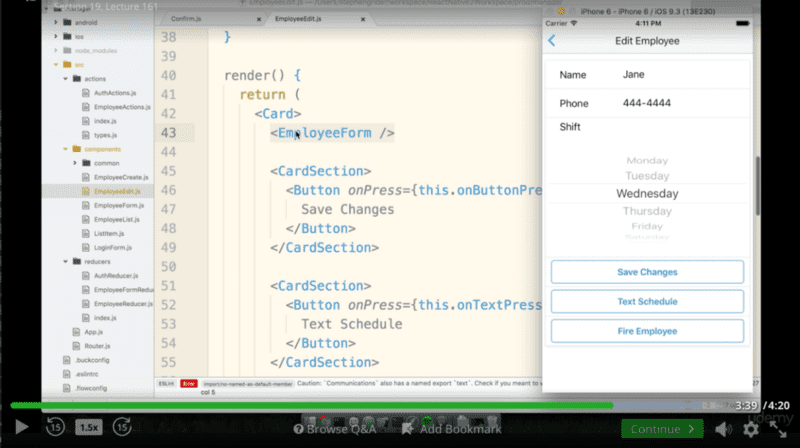 Section 19, Lecture 161
android
ios
node_modules
src
actions
AuthActions.js
EmployeeActions.js
index.js
types.js
components
common
EmployeeCreate.js
EmployeeEdit.js
EmployeeForm.js
EmployeeList.js
ListItem.js
LoginForm.js
reducers
AuthReducer.js
EmployeeFormReduc
EmployeeReducer.js
index.js
App.js
Router.js
.buckconfig
.eslintrc
.flowconfig
Confirm.js
EmployeeEdit.js
38 }
39
40 render() {
41 return (
42 <Card>
43 <EmployeeForm />
44
45 <CardSection>
46 <Button onPress={this.onButtonPre
47 Save Changes
48 </Button>
49 </CardSection>
50
51 <CardSection>
52 <Button onPress={this.onTextPress
53 Text Schedule
54 </Button>
55 </CardSection>
ESLint Error import/no-named-as-default-member Caution: `Communications` also has a named export `text`. Check if you meant to w
col 5
iPhone 6 - iPhone 6 / iOS 9.3 (13E230)
Carrier 4:11 PM
Edit Employee
Name Jane
Phone 444-4444
Shift
Monday
Tuesday
Wednesday
Thursday
Friday
Saturday
Save Changes
Text Schedule
Fire Employee
3:39 / 4:20
15 1.5x 15
Browse Q&A
Add Bookmark
Continue
udemy